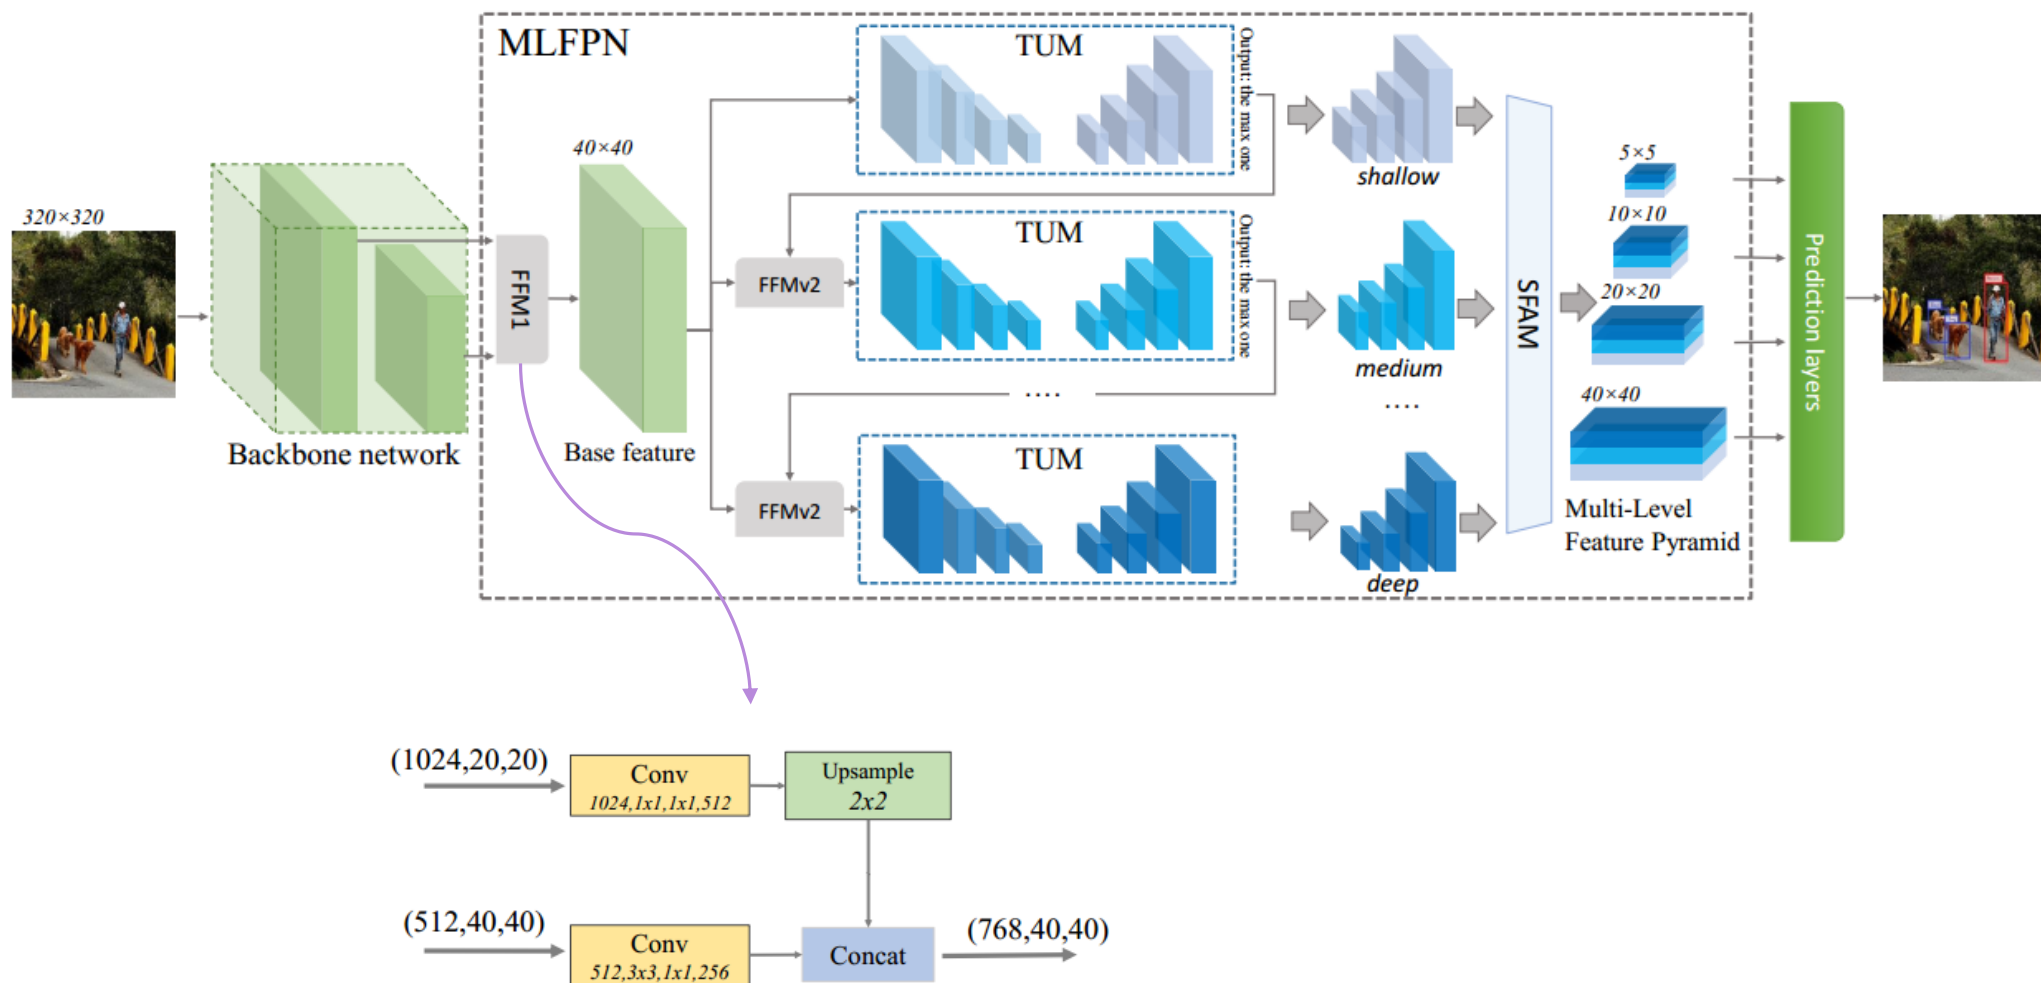 MLFPN
320×320
Backbone network
FFM1
40×40
Base feature
TUM
Output: the max one
FFMv2
TUM
Output: the max one
....
FFMv2
TUM
shallow
medium
....
deep
SFAM
5×5
10×10
20×20
40×40
Multi-Level
Feature Pyramid
Prediction layers
(1024,20,20)
Conv
1024,1x1,1x1,512
Upsample
2x2
(512,40,40)
Conv
512,3x3,1x1,256
Concat
(768,40,40)